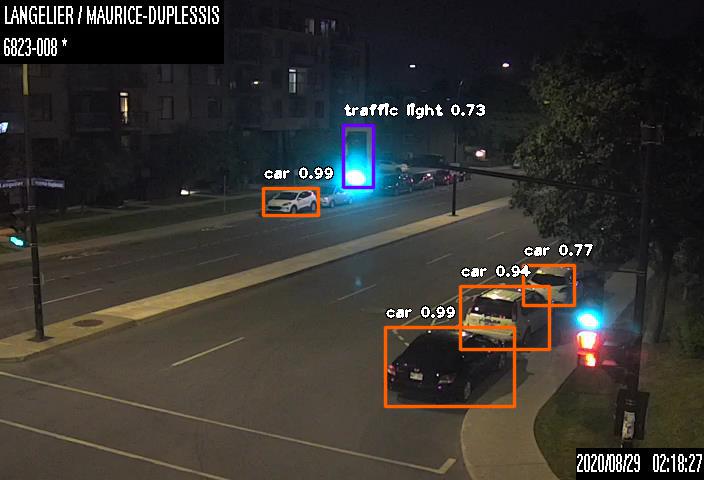 LANGELIER / MAURICE-DUPLESSIS
6823-008 *
traffic light 0.73
car 0.99
car 0.77
car 0.94
car 0.99
2020/08/29 02:18:27